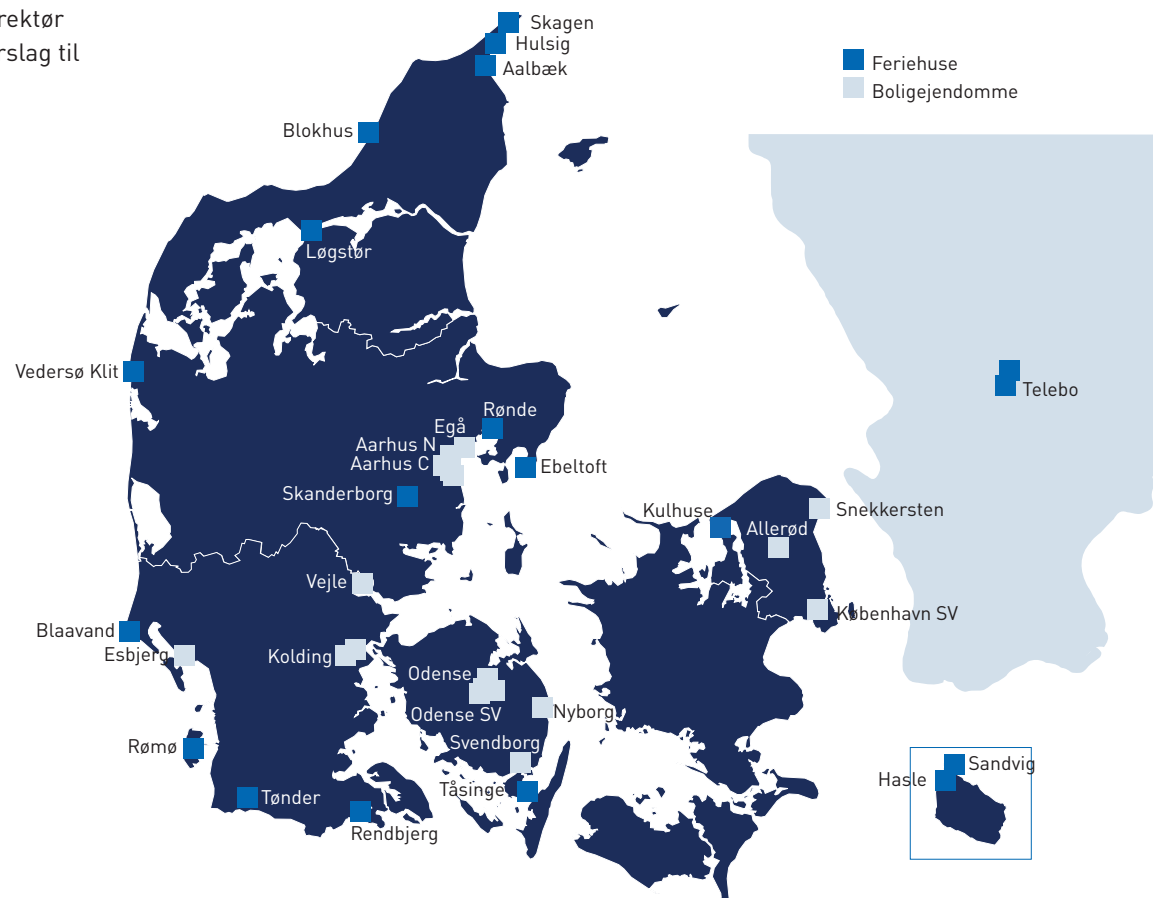 rektør
rslag til
Skagen
Hulsig
Aalbæk
Feriehuse
Boligejendomme
Blokhus
Løgstør
Vedersø Klit
Telebo
Rønde
Egå
Aarhus N
Aarhus C
Ebeltoft
Skanderborg
Kulhuse
Snekkersten
Allerød
Vejle
København SV
Blaavand
Esbjerg
Kolding
Odense
Odense SV
Nyborg
Svendborg
Rømø
Sandvig
Hasle
Tåsinge
Tønder
Rendbjerg